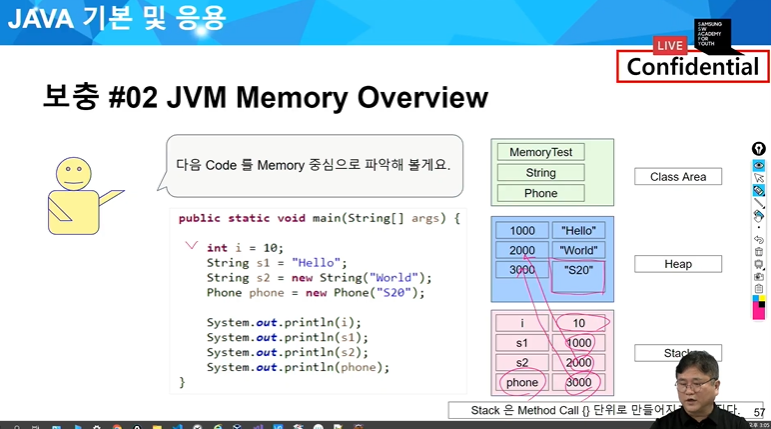 JAVA 기본 및 응용
LIVE
SAMSUNG
SW
ACADEMY
FOR
YOUTH
Confidential
보충 #02 JVM Memory Overview
다음 Code 를 Memory 중심으로 파악해 볼게요.
public static void main(String[] args) {
int i = 10;
String s1 = "Hello";
String s2 = new String("World");
Phone phone = new Phone("S20");
System.out.println(i);
System.out.println(s1);
System.out.println(s2);
System.out.println(phone);
}
MemoryTest
String
Phone
Class Area
1000 "Hello"
2000 "World"
3000 "S20"
Heap
i 10
s1 1000
s2 2000
phone 3000
Stack
Stack 은 Method Call {} 단위로 만들어지
다.
57
오후 3:05